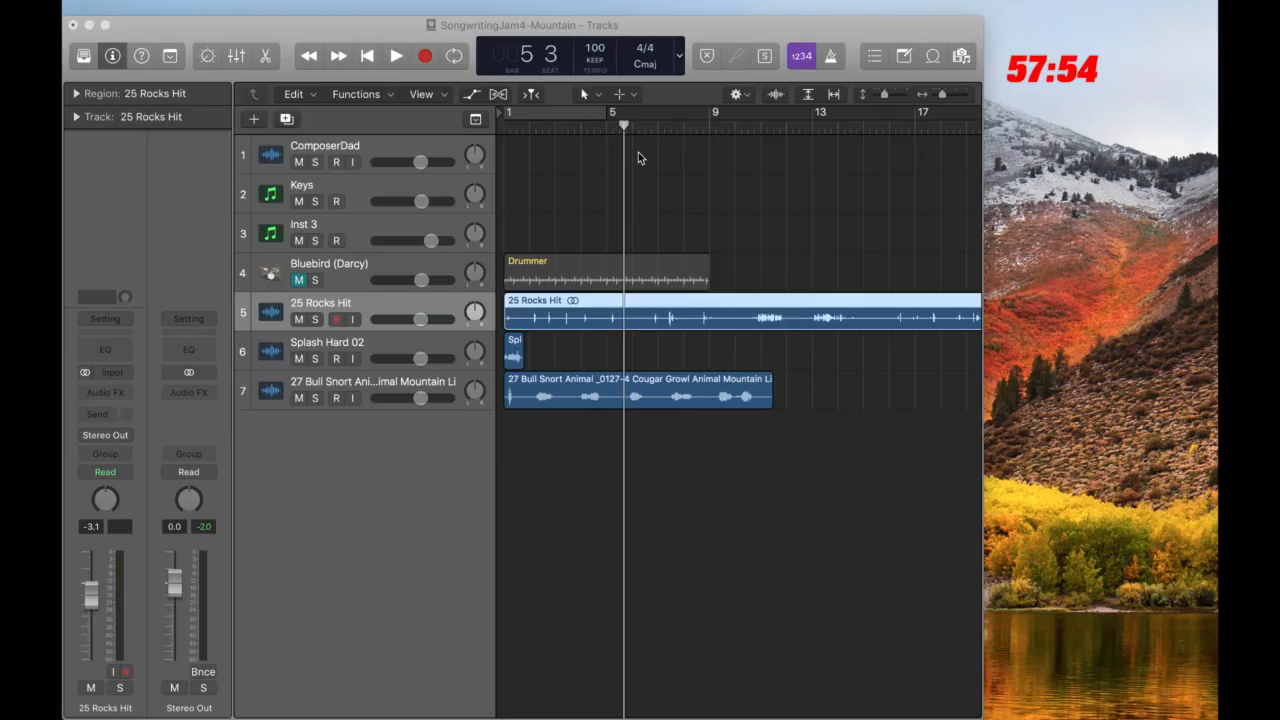 SongwritingJam4-Mountain - Tracks
57:54
005 3
BAR BEAT
100
KEEP
TEMPO
4/4
Cmaj
1234
Region: 25 Rocks Hit
Track: 25 Rocks Hit
Edit Functions View
1 5 9 13 17
1 ComposerDad
M S R I
2 Keys
M S R
3 Inst 3
M S R
4 Bluebird (Darcy)
M S
Drummer
5 25 Rocks Hit
M S R I
25 Rocks Hit
6 Splash Hard 02
M S R I
Spl
7 27 Bull Snort Ani...imal Mountain Li
M S R I
27 Bull Snort Animal _0127-4 Cougar Growl Animal Mountain Li
Setting Setting
EQ EQ
Input
Audio FX Audio FX
Send
Stereo Out
Group Group
Read Read
-3.1 0.0 -2.0
I R Bnce
M S M S
25 Rocks Hit Stereo Out